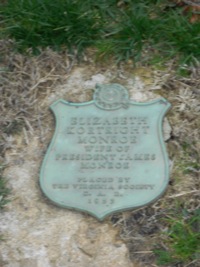 ELIZABETH
KORTRIGHT
MONROE
WIFE OF
PRESIDENT JAMES
MONROE
PLACED BY
THE VIRGINIA SOCIETY